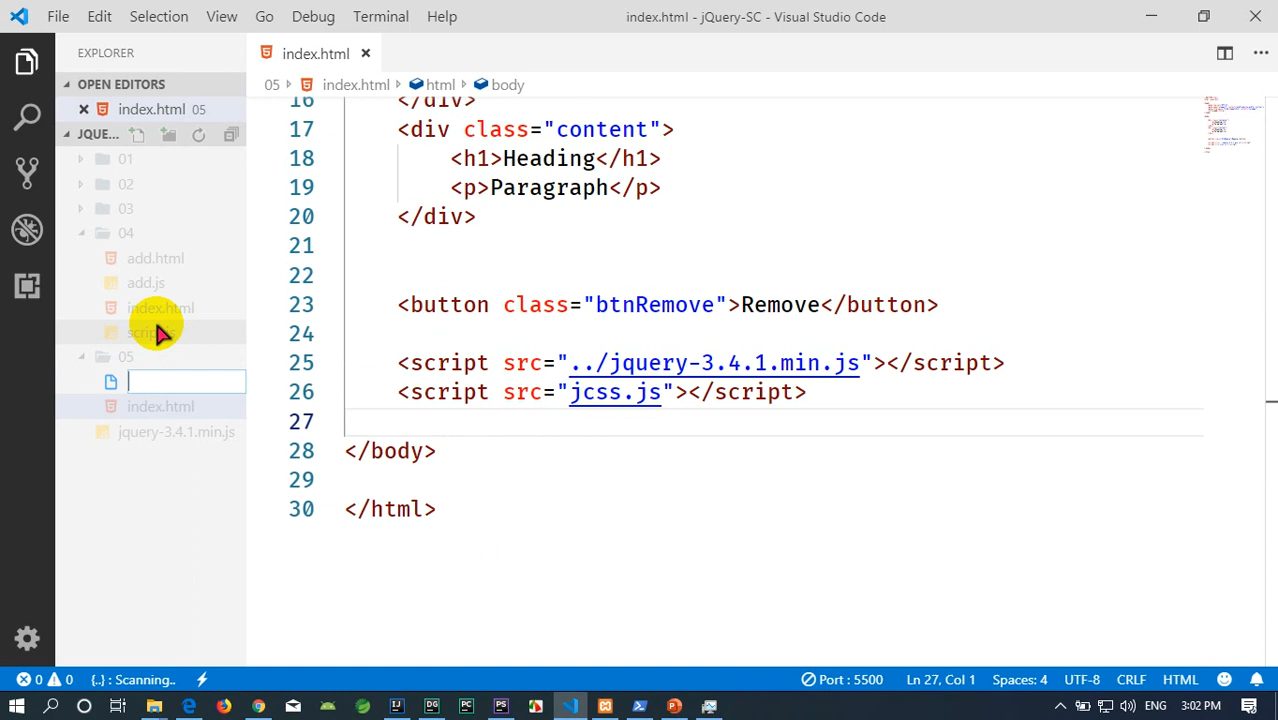 File Edit Selection View Go Debug Terminal Help index.html - jQuery-SC - Visual Studio Code
EXPLORER
index.html
OPEN EDITORS
05 index.html html body
index.html 05
JQUE...
01
02
03
04
add.html
add.js
index.html
05
index.html
jquery-3.4.1.min.js
16 </div>
17 <div class="content">
18 <h1>Heading</h1>
19 <p>Paragraph</p>
20 </div>
21
22
23 <button class="btnRemove">Remove</button>
24
25 <script src="../jquery-3.4.1.min.js"></script>
26 <script src="jcss.js"></script>
27
28 </body>
29
30 </html>
0 0 {..} : Scanning.. Port : 5500 Ln 27, Col 1 Spaces: 4 UTF-8 CRLF HTML
ENG 3:02 PM